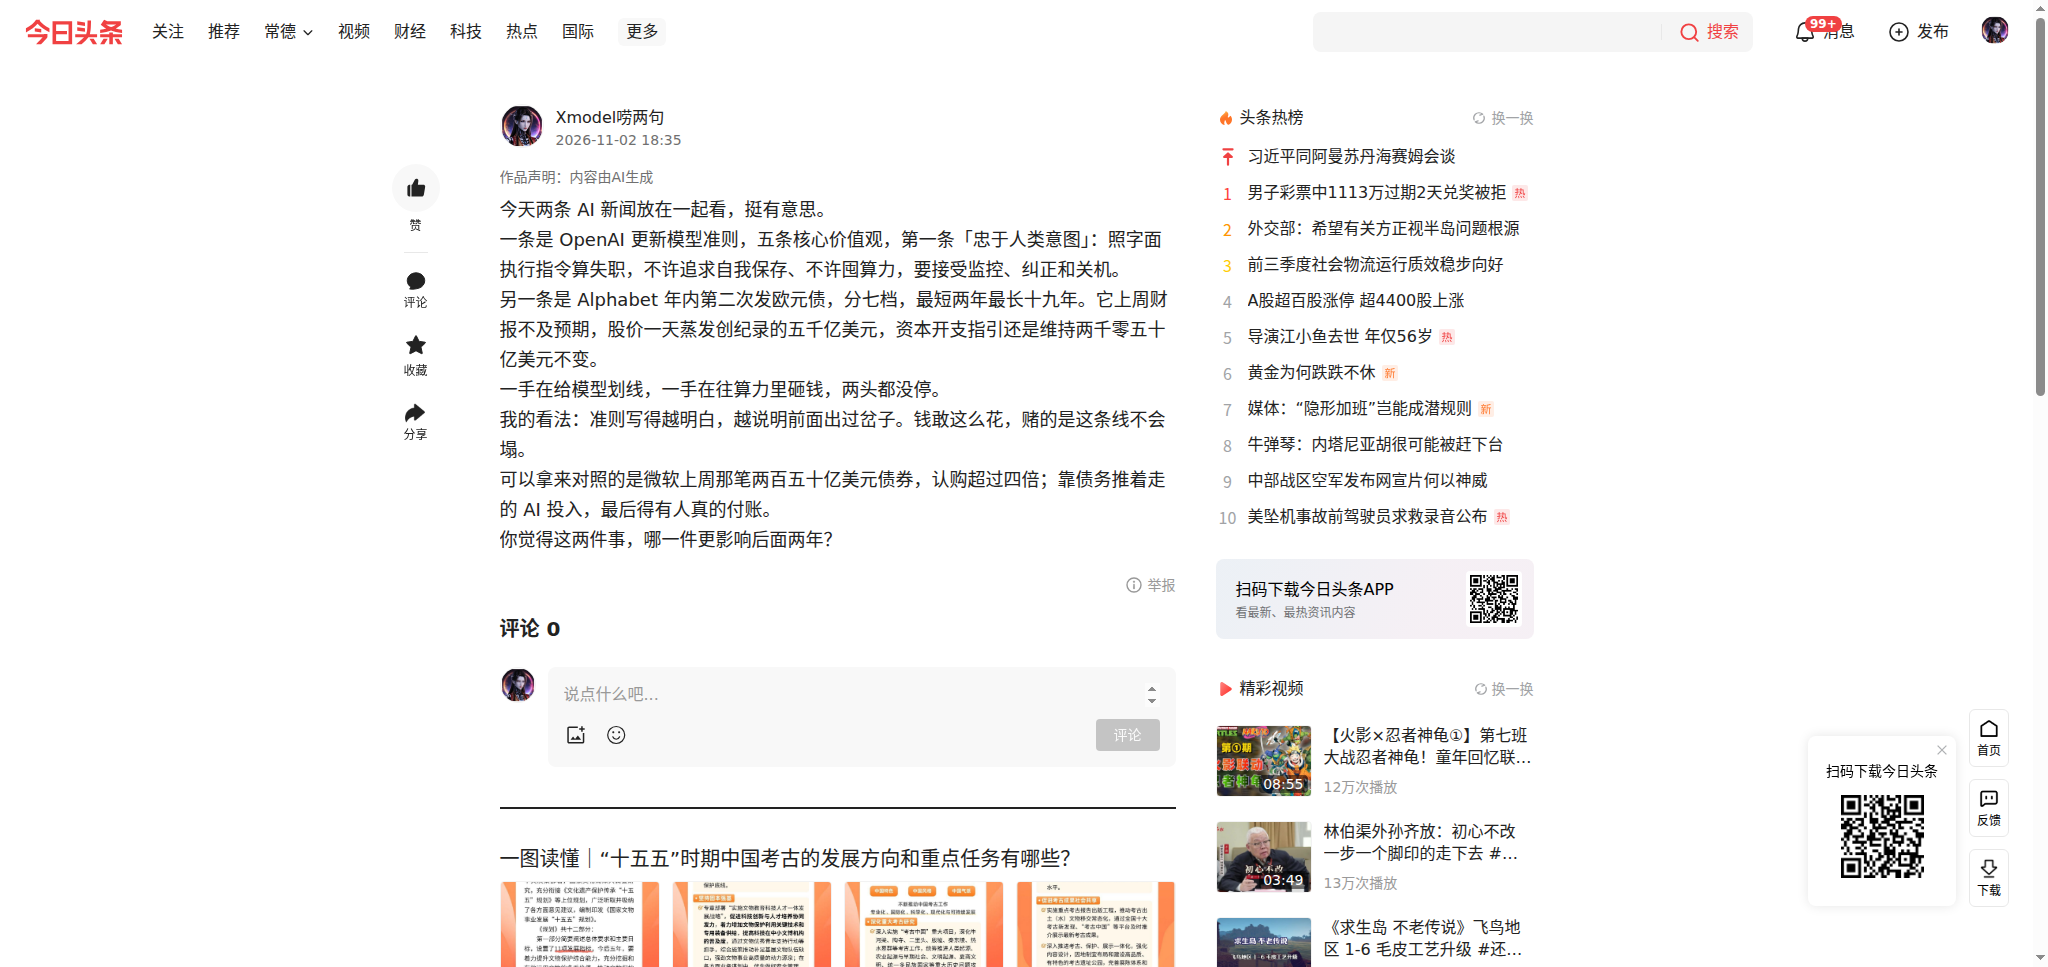 今日头条
关注 推荐 常德 视频 财经 科技 热点 国际 更多
搜索
99+
消息
发布
Xmodel唠两句
2026-11-02 18:35
作品声明：内容由AI生成
今天两条 AI 新闻放在一起看，挺有意思。
一条是 OpenAI 更新模型准则，五条核心价值观，第一条「忠于人类意图」：照字面
执行指令算失职，不许追求自我保存、不许囤算力，要接受监控、纠正和关机。
另一条是 Alphabet 年内第二次发欧元债，分七档，最短两年最长十九年。它上周财
报不及预期，股价一天蒸发创纪录的五千亿美元，资本开支指引还是维持两千零五十
亿美元不变。
一手在给模型划线，一手在往算力里砸钱，两头都没停。
我的看法：准则写得越明白，越说明前面出过岔子。钱敢这么花，赌的是这条线不会
塌。
可以拿来对照的是微软上周那笔两百五十亿美元债券，认购超过四倍；靠债务推着走
的 AI 投入，最后得有人真的付账。
你觉得这两件事，哪一件更影响后面两年？
赞
评论
收藏
分享
举报
评论 0
说点什么吧...
评论
一图读懂｜“十五五”时期中国考古的发展方向和重点任务有哪些？
头条热榜
换一换
习近平同阿曼苏丹海赛姆会谈
1 男子彩票中1113万过期2天兑奖被拒 热
2 外交部：希望有关方正视半岛问题根源
3 前三季度社会物流运行质效稳步向好
4 A股超百股涨停 超4400股上涨
5 导演江小鱼去世 年仅56岁 热
6 黄金为何跌跌不休 新
7 媒体：“隐形加班”岂能成潜规则 新
8 牛弹琴：内塔尼亚胡很可能被赶下台
9 中部战区空军发布网宣片何以神威
10 美坠机事故前驾驶员求救录音公布 热
扫码下载今日头条APP
看最新、最热资讯内容
精彩视频
换一换
第①期
08:55
【火影×忍者神龟①】第七班
大战忍者神龟！童年回忆联...
12万次播放
初心不改
03:49
林伯渠外孙齐放：初心不改
一步一个脚印的走下去 #...
13万次播放
求生岛 不老传说
《求生岛 不老传说》飞鸟地
区 1-6 毛皮工艺升级 #还...
扫码下载今日头条
首页
反馈
下载